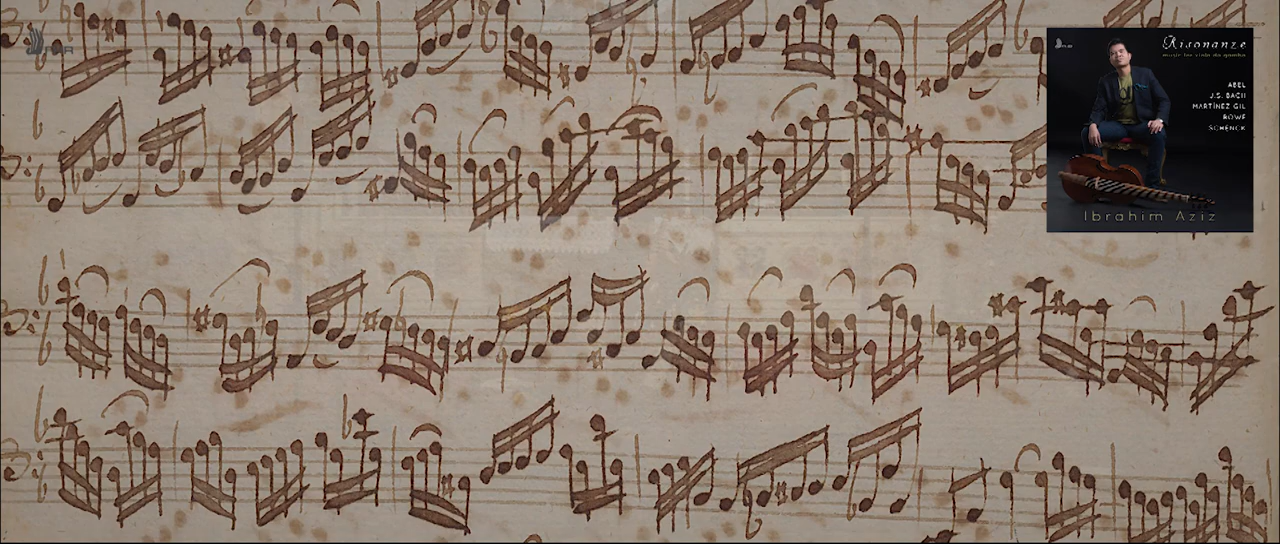 Risonanze
music for viola da gamba
ABEL
J.S. BACH
MARTÍNEZ GIL
ROWE
SCHENCK
Ibrahim Aziz